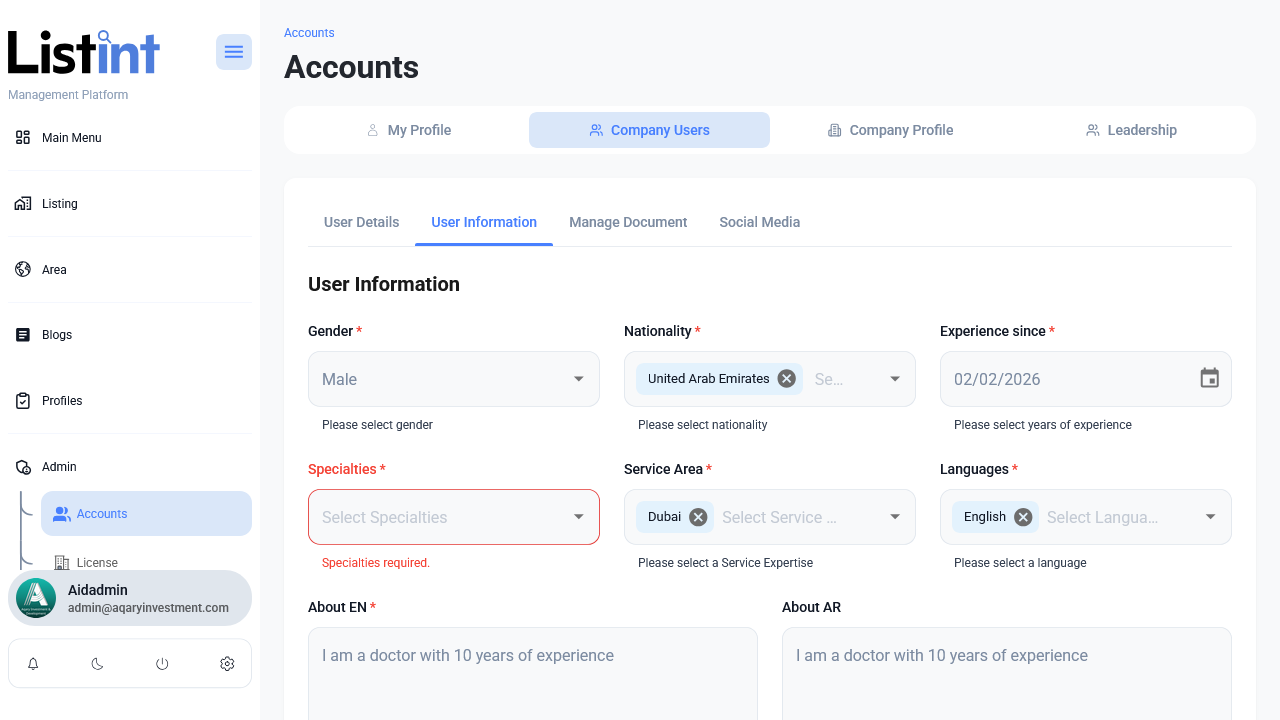 Listint
Management Platform
Main Menu
Listing
Area
Blogs
Profiles
Admin
Accounts
License
Aidadmin
admin@aqaryinvestment.com
Accounts
Accounts
My Profile
Company Users
Company Profile
Leadership
User Details
User Information
Manage Document
Social Media
User Information
Gender *
Nationality *
Experience since *
Male
United Arab Emirates
Se...
02/02/2026
Please select gender
Please select nationality
Please select years of experience
Specialties *
Service Area *
Languages *
Select Specialties
Dubai
Select Service ...
English
Select Langua...
Specialties required.
Please select a Service Expertise
Please select a language
About EN *
About AR
I am a doctor with 10 years of experience
I am a doctor with 10 years of experience